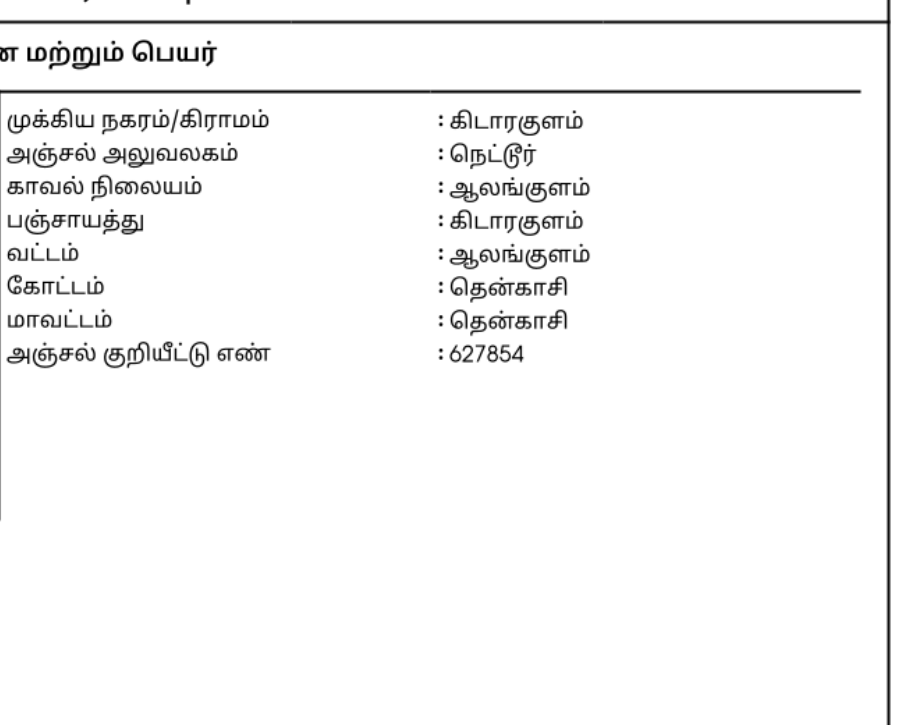 மற்றும் பெயர்
முக்கிய நகரம்/கிராமம் : கிடாரகுளம்
அஞ்சல் அலுவலகம் : நெட்டூர்
காவல் நிலையம் : ஆலங்குளம்
பஞ்சாயத்து : கிடாரகுளம்
வட்டம் : ஆலங்குளம்
கோட்டம் : தென்காசி
மாவட்டம் : தென்காசி
அஞ்சல் குறியீட்டு எண் : 627854